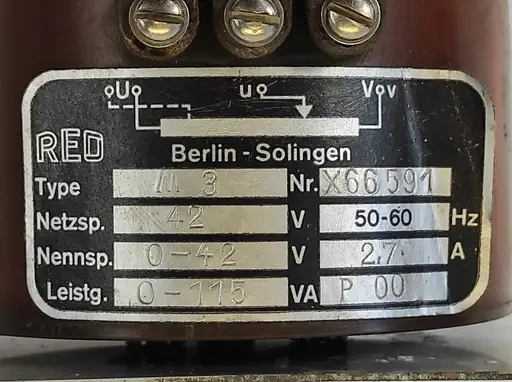 U u V v
RED
Berlin - Solingen
Type M 3 Nr. X66591
Netzsp. 42 V 50-60 Hz
Nennsp. 0-42 V 2.7 A
Leistg. 0-115 VA P 00